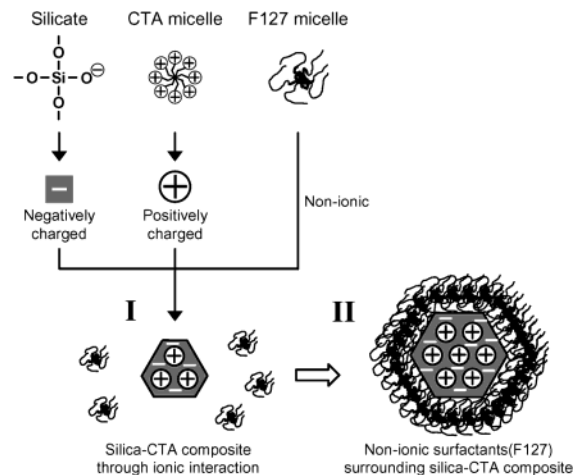 Silicate CTA micelle F127 micelle
O
O Si O ⊖
O
− +
Negatively
charged
Positively
charged
Non-ionic
I II
Silica-CTA composite
through ionic interaction
Non-ionic surfactants(F127)
surrounding silica-CTA composite